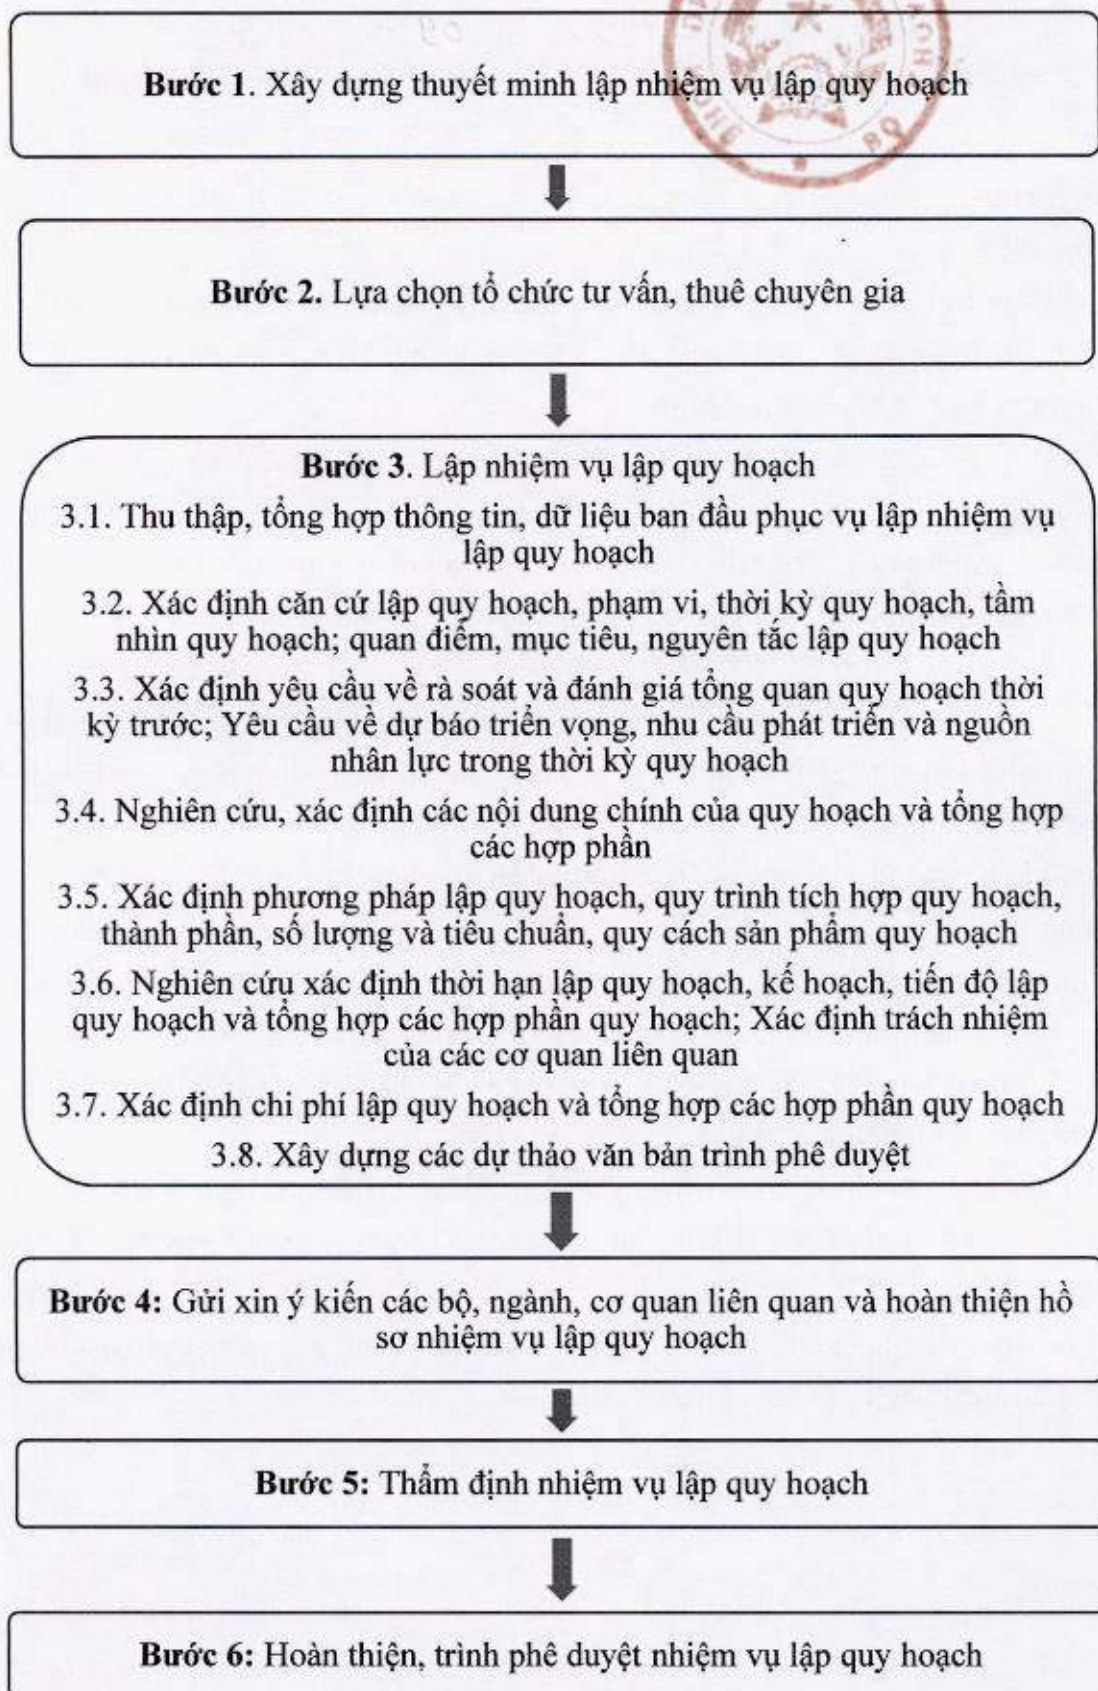 Bước 1. Xây dựng thuyết minh lập nhiệm vụ lập quy hoạch
BỘ
Bước 2. Lựa chọn tổ chức tư vấn, thuê chuyên gia
Bước 3. Lập nhiệm vụ lập quy hoạch
3.1. Thu thập, tổng hợp thông tin, dữ liệu ban đầu phục vụ lập nhiệm vụ
lập quy hoạch
3.2. Xác định căn cứ lập quy hoạch, phạm vi, thời kỳ quy hoạch, tầm
nhìn quy hoạch; quan điểm, mục tiêu, nguyên tắc lập quy hoạch
3.3. Xác định yêu cầu về rà soát và đánh giá tổng quan quy hoạch thời
kỳ trước; Yêu cầu về dự báo triển vọng, nhu cầu phát triển và nguồn
nhân lực trong thời kỳ quy hoạch
3.4. Nghiên cứu, xác định các nội dung chính của quy hoạch và tổng hợp
các hợp phần
3.5. Xác định phương pháp lập quy hoạch, quy trình tích hợp quy hoạch,
thành phần, số lượng và tiêu chuẩn, quy cách sản phẩm quy hoạch
3.6. Nghiên cứu xác định thời hạn lập quy hoạch, kế hoạch, tiến độ lập
quy hoạch và tổng hợp các hợp phần quy hoạch; Xác định trách nhiệm
của các cơ quan liên quan
3.7. Xác định chi phí lập quy hoạch và tổng hợp các hợp phần quy hoạch
3.8. Xây dựng các dự thảo văn bản trình phê duyệt
Bước 4: Gửi xin ý kiến các bộ, ngành, cơ quan liên quan và hoàn thiện hồ
sơ nhiệm vụ lập quy hoạch
Bước 5: Thẩm định nhiệm vụ lập quy hoạch
Bước 6: Hoàn thiện, trình phê duyệt nhiệm vụ lập quy hoạch